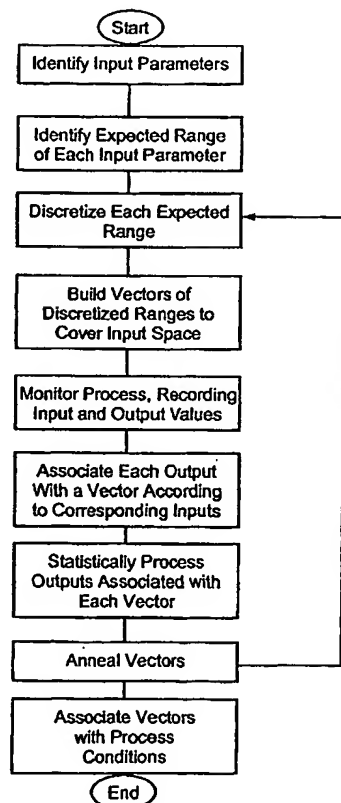 Start
Identify Input Parameters
Identify Expected Range
of Each Input Parameter
Discretize Each Expected
Range
Build Vectors of
Discretized Ranges to
Cover Input Space
Monitor Process, Recording
Input and Output Values
Associate Each Output
With a Vector According
to Corresponding Inputs
Statistically Process
Outputs Associated with
Each Vector
Anneal Vectors
Associate Vectors
with Process
Conditions
End